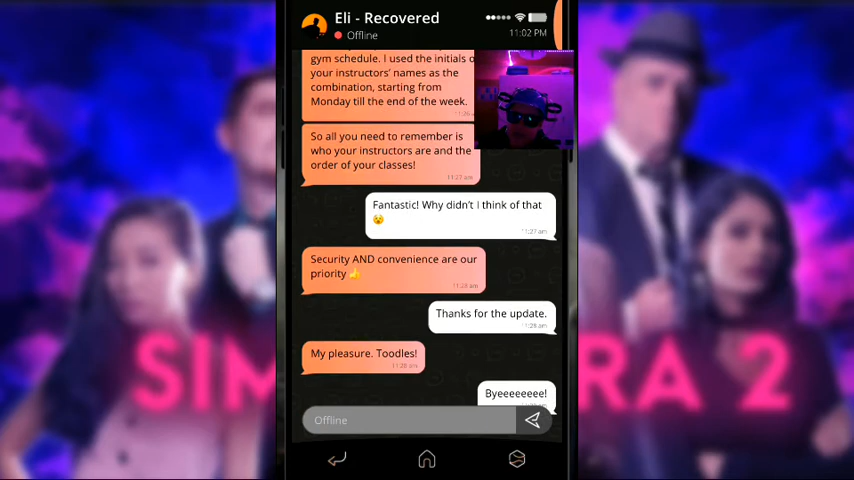 Eli - Recovered
Offline
11:02 PM
gym schedule. I used the initials o
your instructors' names as the
combination, starting from
Monday till the end of the week.
So all you need to remember is
who your instructors are and the
order of your classes!
11:27 am
Fantastic! Why didn't I think of that
😯
11:27 am
Security AND convenience are our
priority 👍
11:28 am
Thanks for the update.
11:28 am
My pleasure. Toodles!
11:28 am
Byeeeeeeee!
Offline
SIM
RA 2